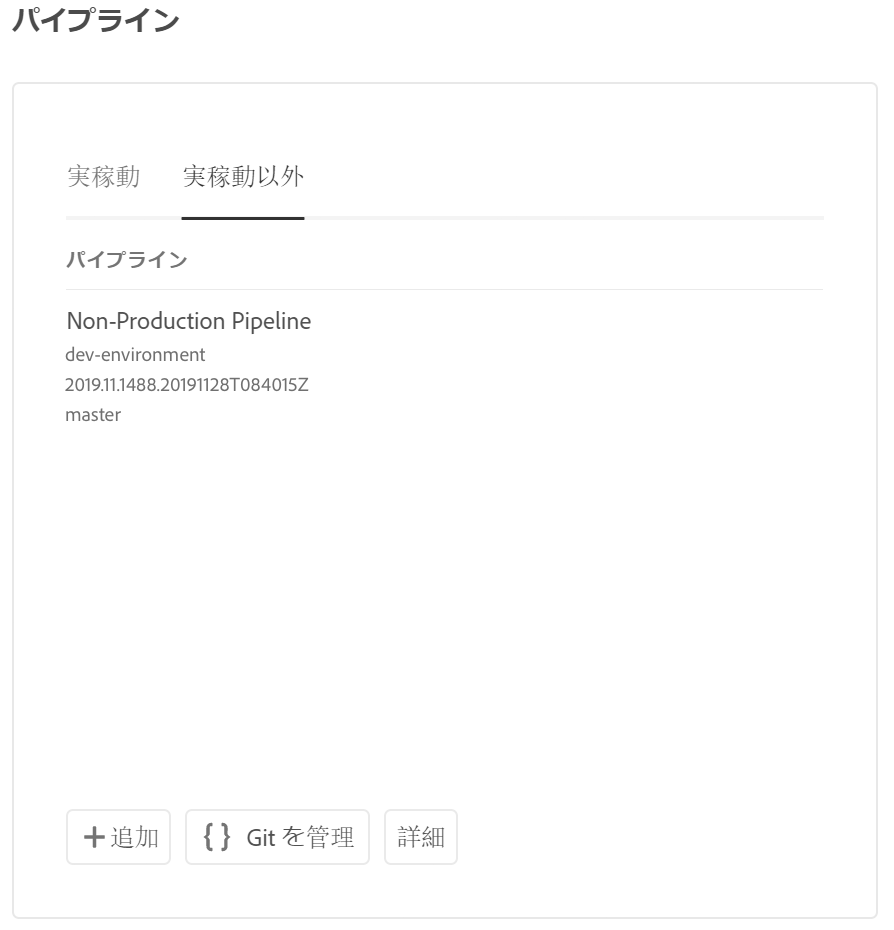 パイプライン
実稼動 実稼動以外
パイプライン
Non-Production Pipeline
dev-environment
2019.11.1488.20191128T084015Z
master
+追加 { } Git を管理 詳細